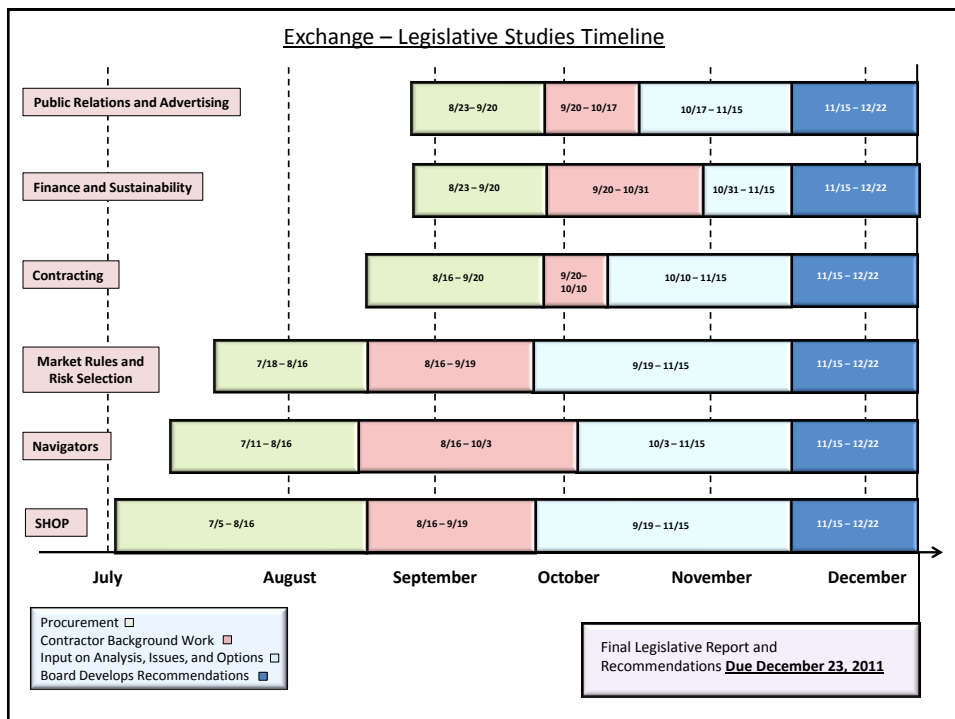 Exchange – Legislative Studies Timeline
Public Relations and Advertising
8/23– 9/20
9/20 – 10/17
10/17 – 11/15
11/15 – 12/22
Finance and Sustainability
8/23 – 9/20
9/20 – 10/31
10/31 – 11/15
11/15 – 12/22
Contracting
8/16 – 9/20
9/20–
10/10
10/10 – 11/15
11/15 – 12/22
Market Rules and
Risk Selection
7/18 – 8/16
8/16 – 9/19
9/19 – 11/15
11/15 – 12/22
Navigators
7/11 – 8/16
8/16 – 10/3
10/3 – 11/15
11/15 – 12/22
SHOP
7/5 – 8/16
8/16 – 9/19
9/19 – 11/15
11/15 – 12/22
July
August
September
October
November
December
Procurement
Contractor Background Work
Input on Analysis, Issues, and Options
Board Develops Recommendations
Final Legislative Report and
Recommendations Due December 23, 2011